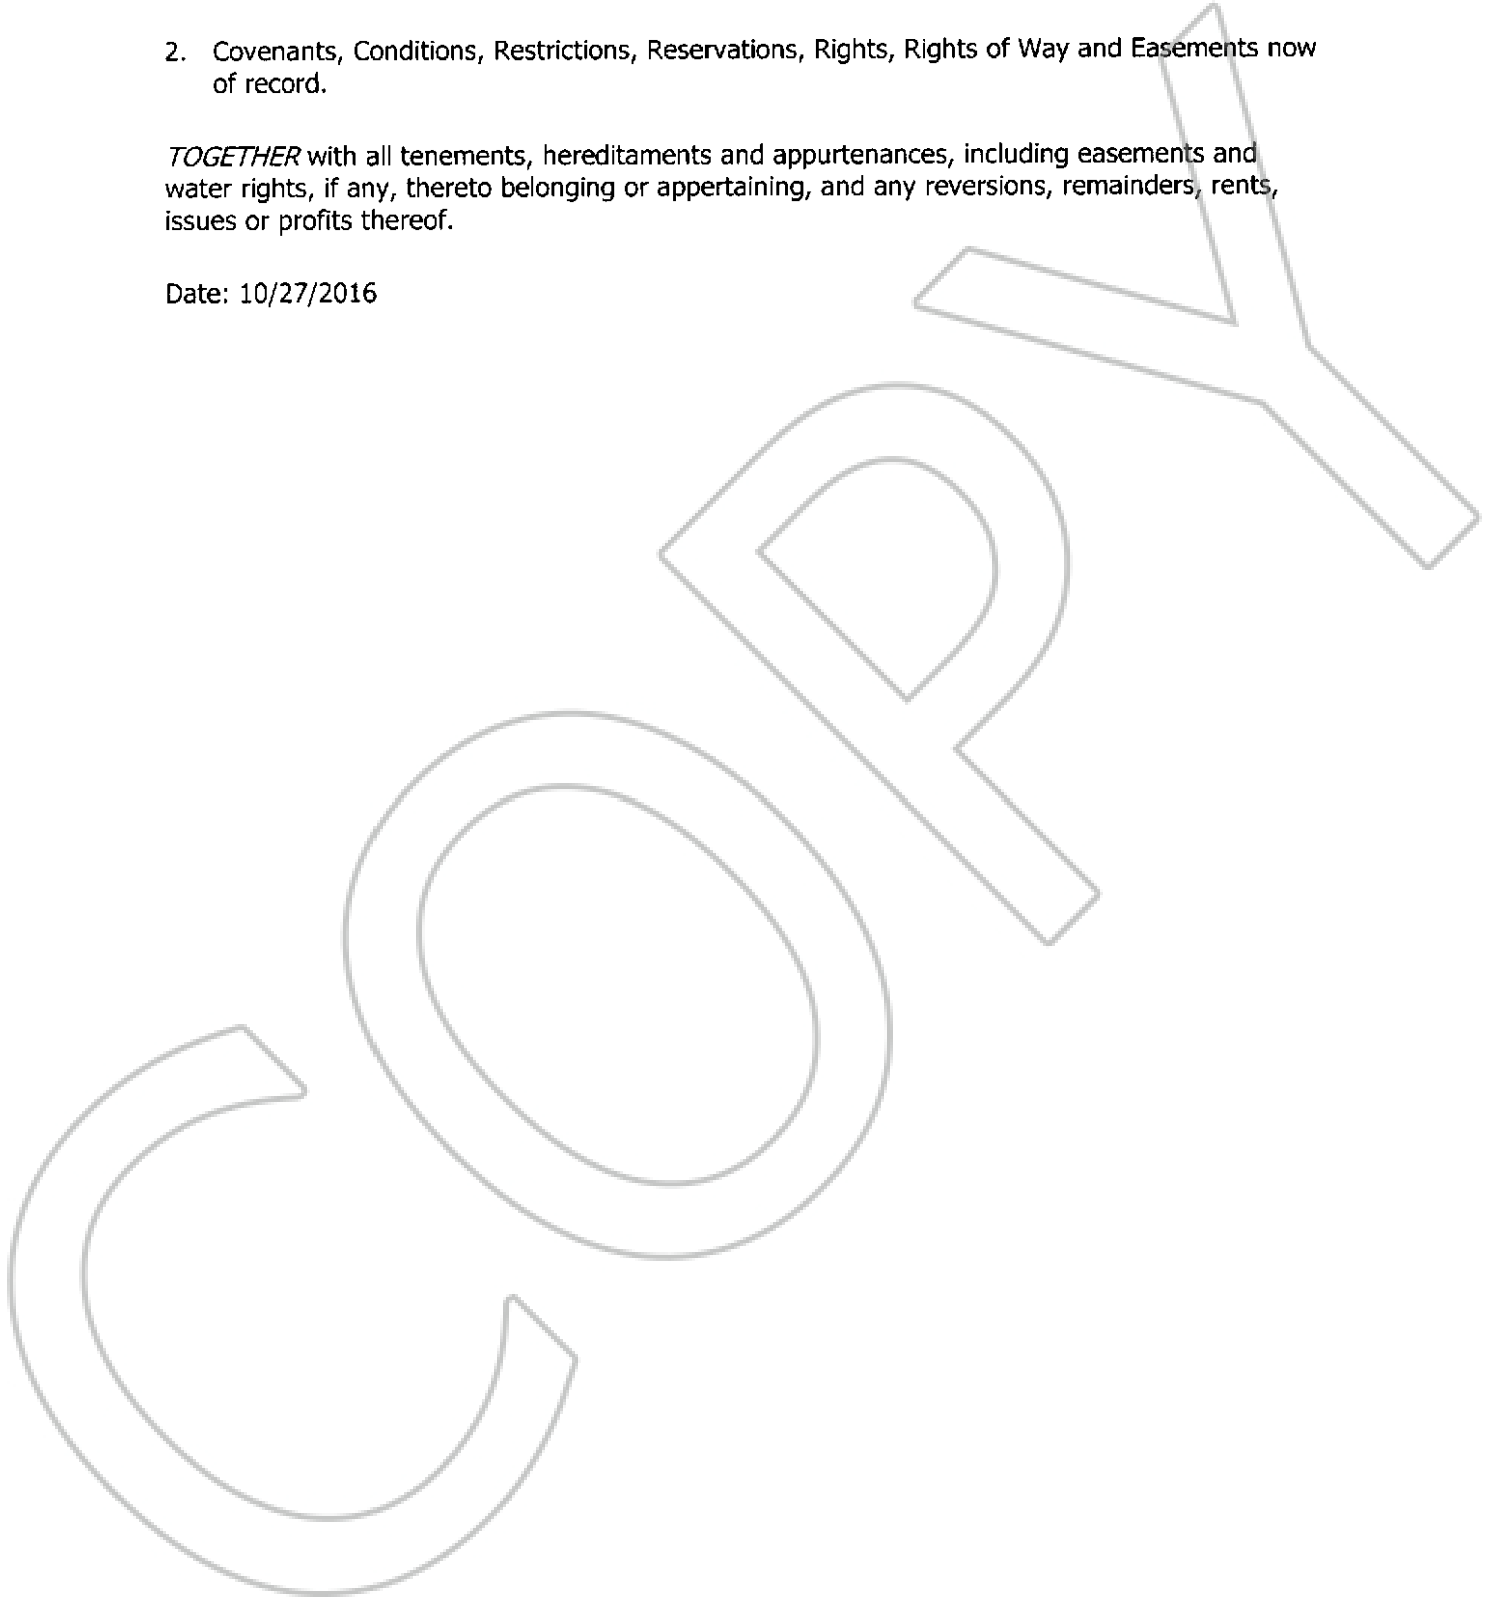 2. Covenants, Conditions, Restrictions, Reservations, Rights, Rights of Way and Easements now
of record.
TOGETHER with all tenements, hereditaments and appurtenances, including easements and
water rights, if any, thereto belonging or appertaining, and any reversions, remainders, rents,
issues or profits thereof.
Date: 10/27/2016
COPY